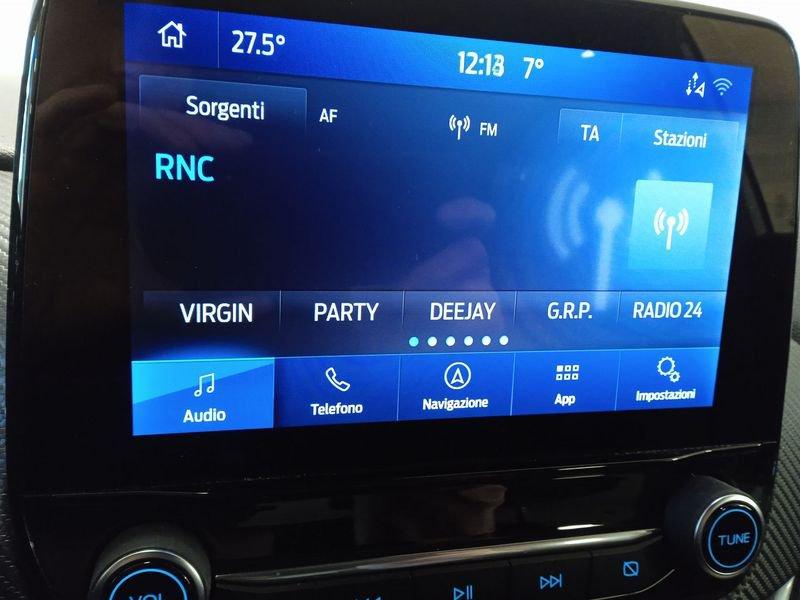 27.5° 12:13 7°
Sorgenti AF FM TA Stazioni
RNC
VIRGIN PARTY DEEJAY G.R.P. RADIO 24
Audio Telefono Navigazione App Impostazioni
VOL TUNE